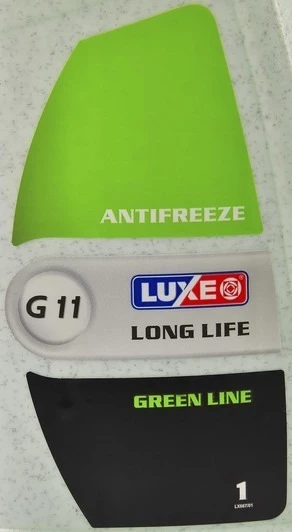 ANTIFREEZE
G 11
LUXE
LONG LIFE
GREEN LINE
1